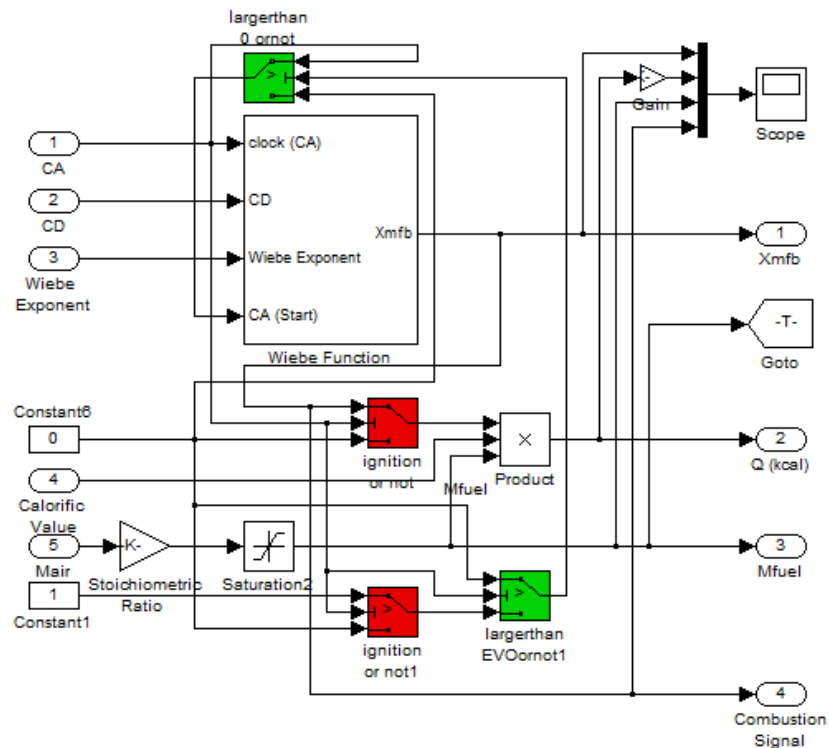 largerthan
0 ornot
>
Gain
-
Scope
1
CA
clock (CA)
2
CD
CD
Xmfb
1
Xmfb
3
Wiebe
Exponent
Wiebe Exponent
CA (Start)
-T-
Goto
Wiebe Function
Constant6
0
>
ignition
or not
×
Product
2
Q (kcal)
4
Calorific
Value
Mfuel
5
Mair
K-
Stoichiometric
Ratio
Saturation2
3
Mfuel
1
Constant1
>
ignition
or not1
>
largerthan
EVOornot1
4
Combustion
Signal